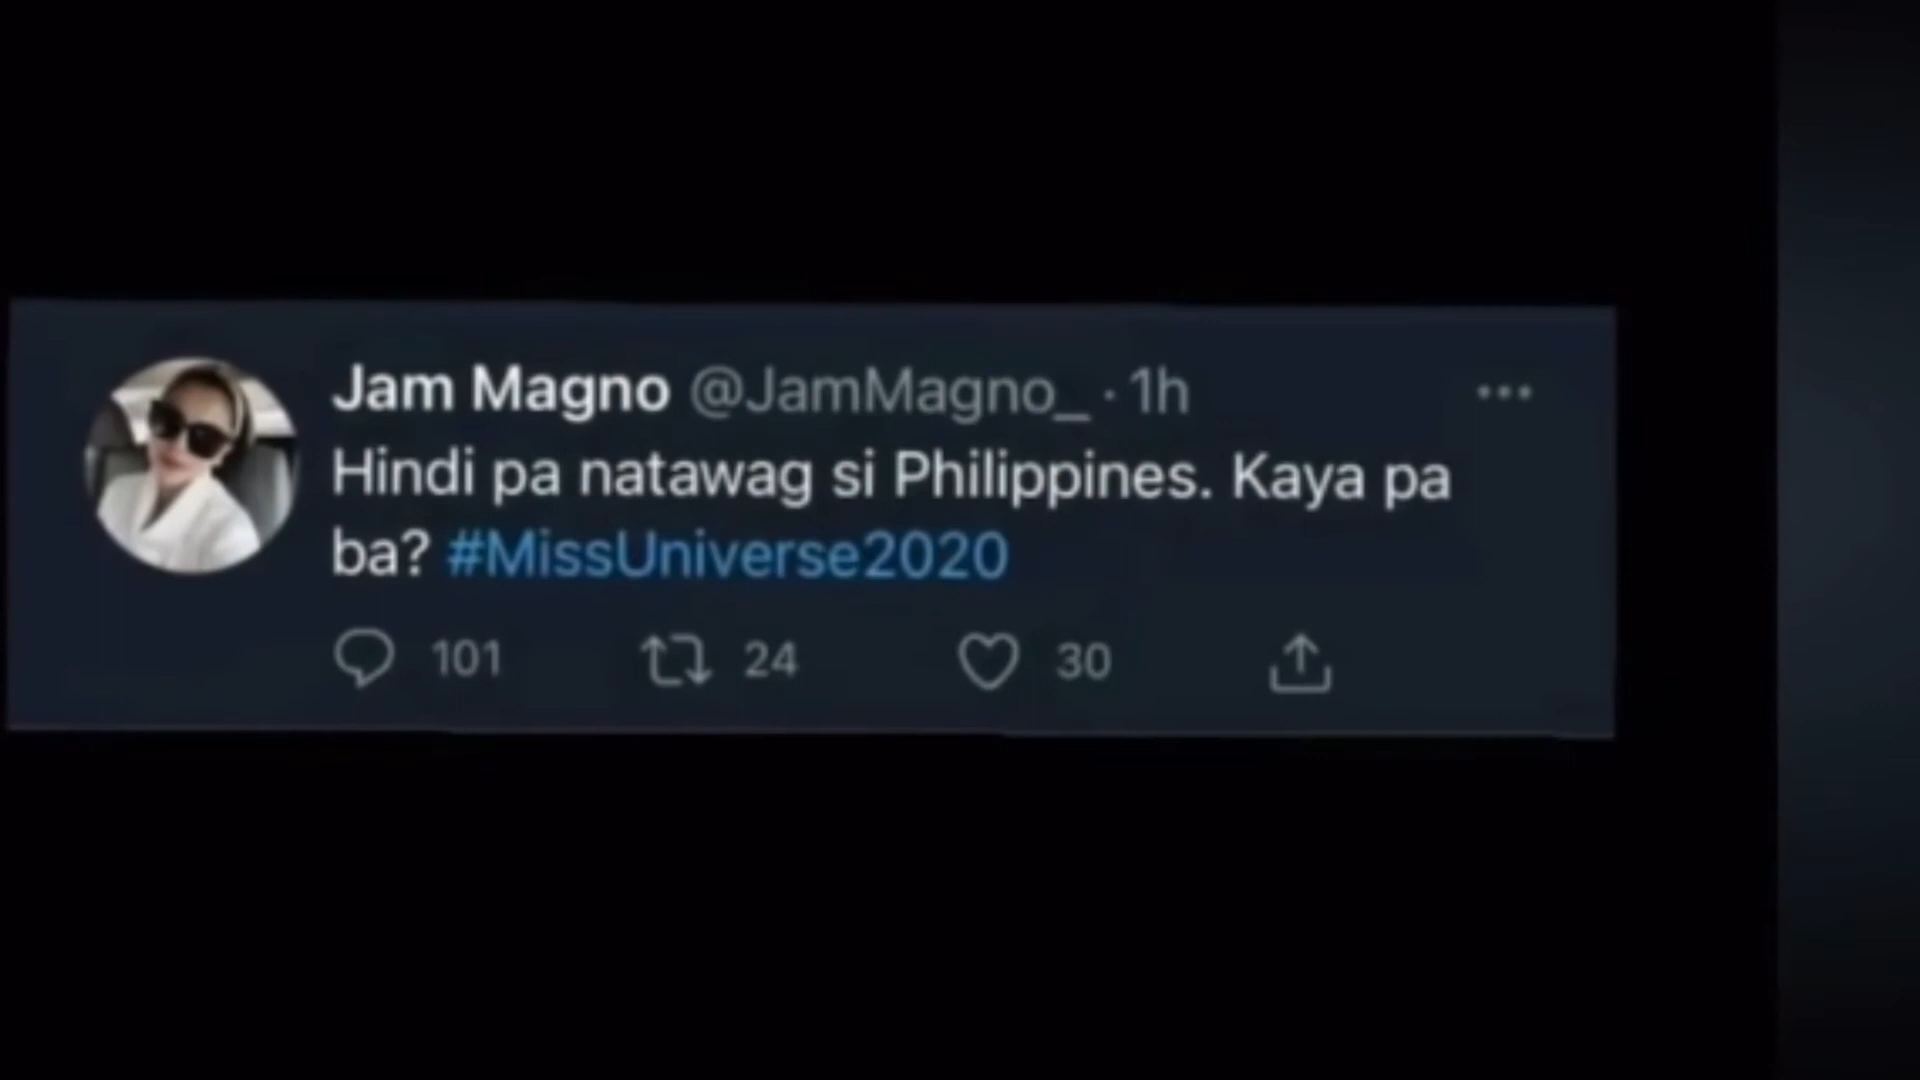 Jam Magno @JamMagno_ · 1h
Hindi pa natawag si Philippines. Kaya pa
ba? #MissUniverse2020
101 24 30